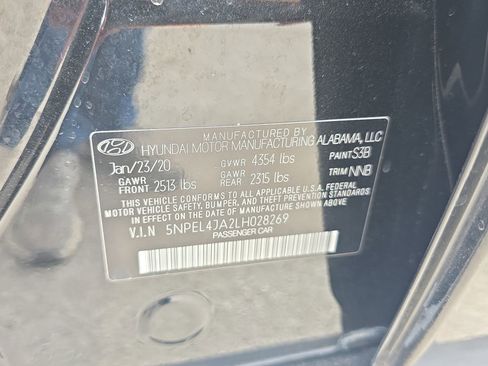 MANUFACTURED BY
HYUNDAI MOTOR MANUFACTURING ALABAMA, LLC
Jan/23/20 GVWR 4354 lbs PAINT S3B
GAWR FRONT 2513 lbs GAWR REAR 2315 lbs TRIM NNB
THIS VEHICLE CONFORMS TO ALL APPLICABLE U.S.A. FEDERAL
MOTOR VEHICLE SAFETY, BUMPER, AND THEFT PREVENTION STANDARDS
IN EFFECT ON THE DATE OF MANUFACTURE SHOWN ABOVE.
V.I.N 5NPEL4JA2LH028269
PASSENGER CAR